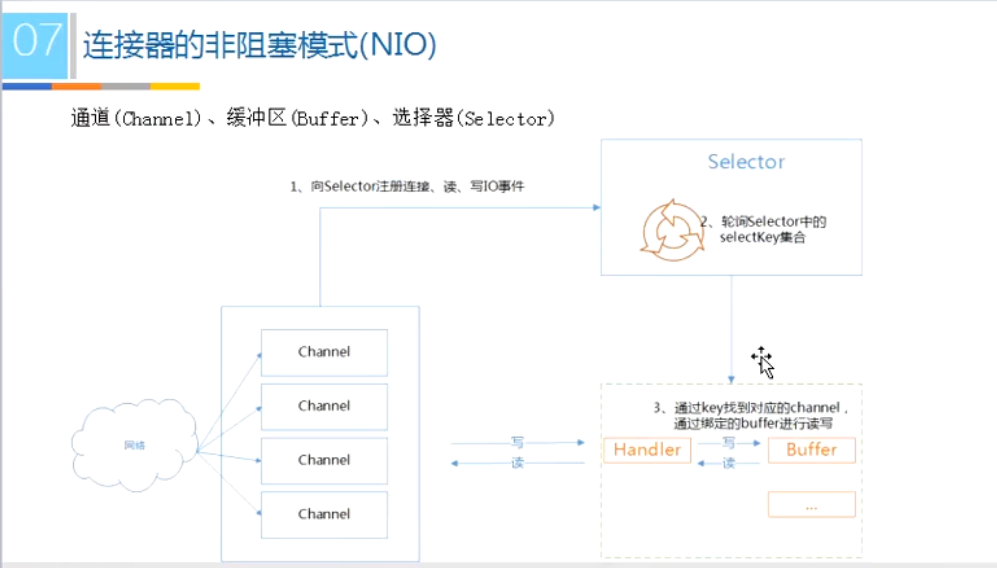 07
连接器的非阻塞模式(NIO)
通道(Channel)、缓冲区(Buffer)、选择器(Selector)
Selector
1、向Selector注册连接、读、写IO事件
2、轮询Selector中的
selectKey集合
Channel
Channel
Channel
Channel
网络
写
读
3、通过key找到对应的channel，
通过绑定的buffer进行读写
Handler
写
读
Buffer
...